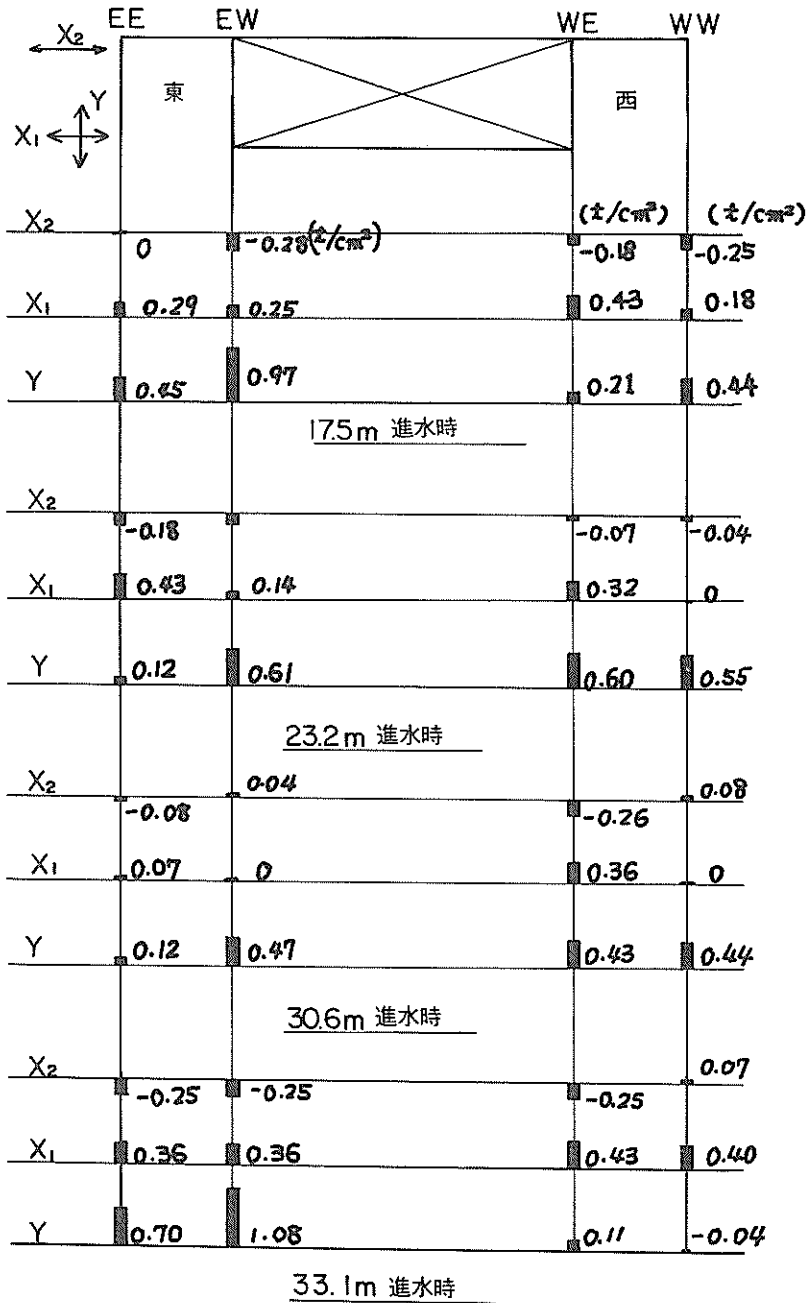 EE EW WE WW
X₂
東 西
Y
X₁
(t/cm²) (t/cm²)
X₂ 0 -0.28(t/cm²) -0.18 -0.25
X₁ 0.29 0.25 0.43 0.18
Y 0.45 0.97 0.21 0.44
17.5m 進水時
X₂ -0.18 -0.07 -0.04
X₁ 0.43 0.14 0.32 0
Y 0.12 0.61 0.60 0.55
23.2m 進水時
X₂ -0.08 0.04 -0.26 0.08
X₁ 0.07 0 0.36 0
Y 0.12 0.47 0.43 0.44
30.6m 進水時
X₂ -0.25 -0.25 -0.25 0.07
X₁ 0.36 0.36 0.43 0.40
Y 0.70 1.08 0.11 -0.04
33.1m 進水時